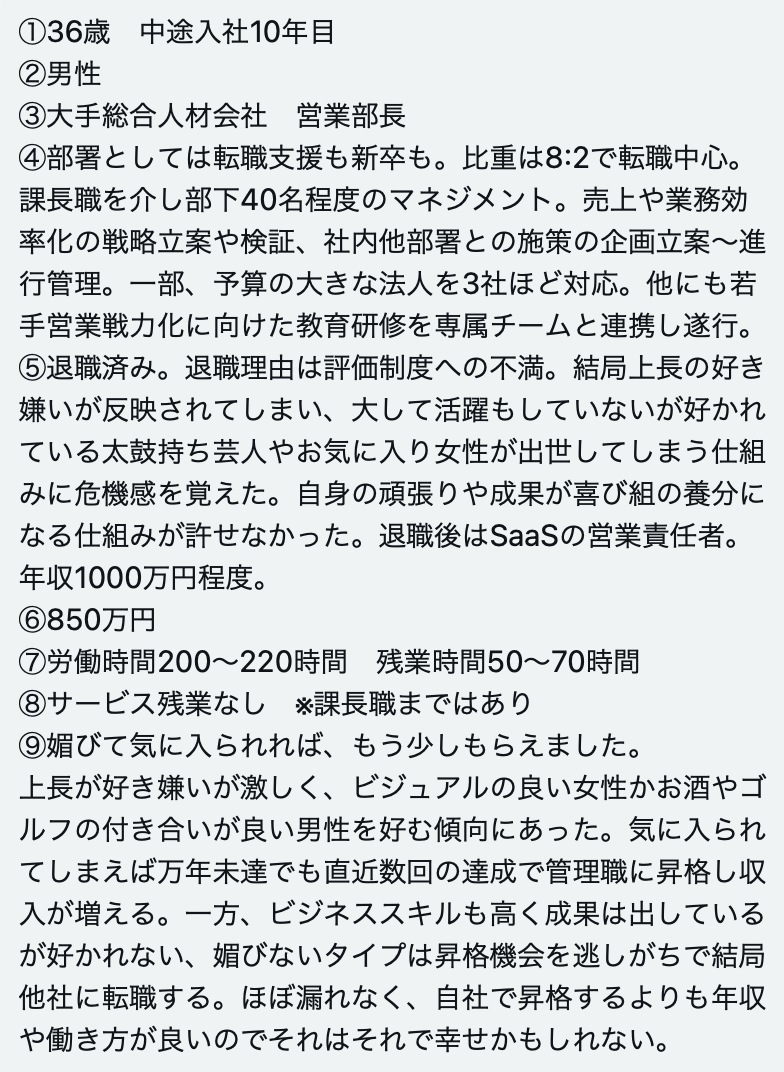 ①36歳　中途入社10年目
②男性
③大手総合人材会社　営業部長
④部署としては転職支援も新卒も。比重は8:2で転職中心。
課長職を介し部下40名程度のマネジメント。売上や業務効
率化の戦略立案や検証、社内他部署との施策の企画立案〜進
行管理。一部、予算の大きな法人を3社ほど対応。他にも若
手営業戦力化に向けた教育研修を専属チームと連携し遂行。
⑤退職済み。退職理由は評価制度への不満。結局上長の好き
嫌いが反映されてしまい、大して活躍もしていないが好かれ
ている太鼓持ち芸人やお気に入り女性が出世してしまう仕組
みに危機感を覚えた。自身の頑張りや成果が喜び組の養分に
なる仕組みが許せなかった。退職後はSaaSの営業責任者。
年収1000万円程度。
⑥850万円
⑦労働時間200〜220時間　残業時間50〜70時間
⑧サービス残業なし　※課長職まではあり
⑨媚びて気に入られれば、もう少しもらえました。
上長が好き嫌いが激しく、ビジュアルの良い女性かお酒やゴ
ルフの付き合いが良い男性を好む傾向にあった。気に入られ
てしまえば万年未達でも直近数回の達成で管理職に昇格し収
入が増える。一方、ビジネススキルも高く成果は出している
が好かれない、媚びないタイプは昇格機会を逃しがちで結局
他社に転職する。ほぼ漏れなく、自社で昇格するよりも年収
や働き方が良いのでそれはそれで幸せかもしれない。